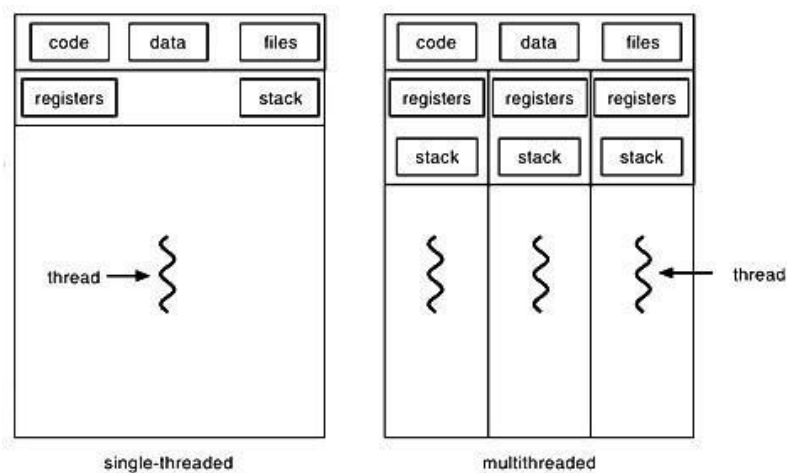 code data files
registers stack
thread
single-threaded
code data files
registers registers registers
stack stack stack
thread
multithreaded